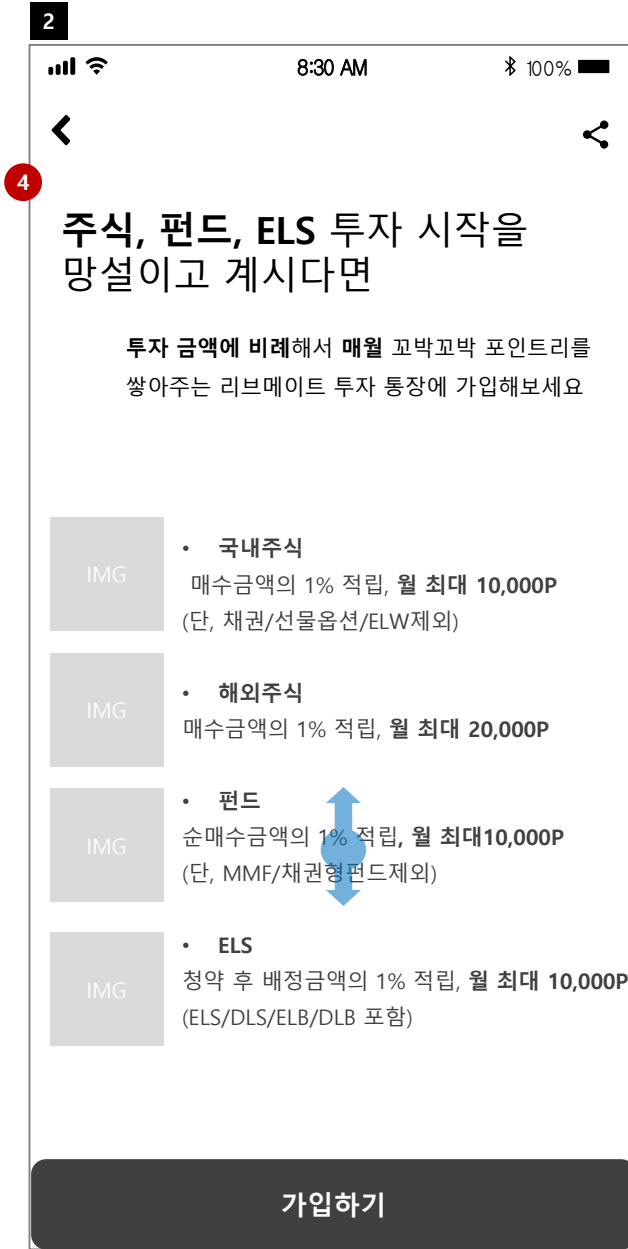 2
8:30 AM
100%
4
주식, 펀드, ELS 투자 시작을
망설이고 계시다면
투자 금액에 비례해서 매월 꼬박꼬박 포인트리를
쌓아주는 리브메이트 투자 통장에 가입해보세요
IMG
• 국내주식
매수금액의 1% 적립, 월 최대 10,000P
(단, 채권/선물옵션/ELW제외)
IMG
• 해외주식
매수금액의 1% 적립, 월 최대 20,000P
IMG
• 펀드
순매수금액의 1% 적립, 월 최대10,000P
(단, MMF/채권형펀드제외)
IMG
• ELS
청약 후 배정금액의 1% 적립, 월 최대 10,000P
(ELS/DLS/ELB/DLB 포함)
가입하기